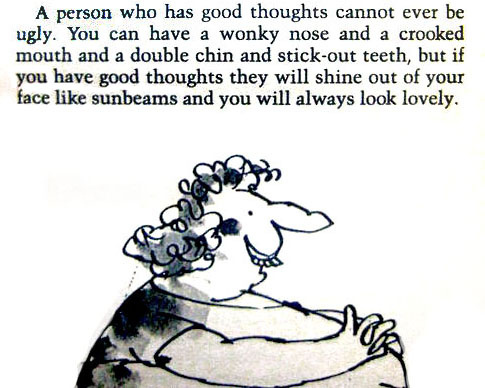 A person who has good thoughts cannot ever be
ugly. You can have a wonky nose and a crooked
mouth and a double chin and stick-out teeth, but if
you have good thoughts they will shine out of your
face like sunbeams and you will always look lovely.